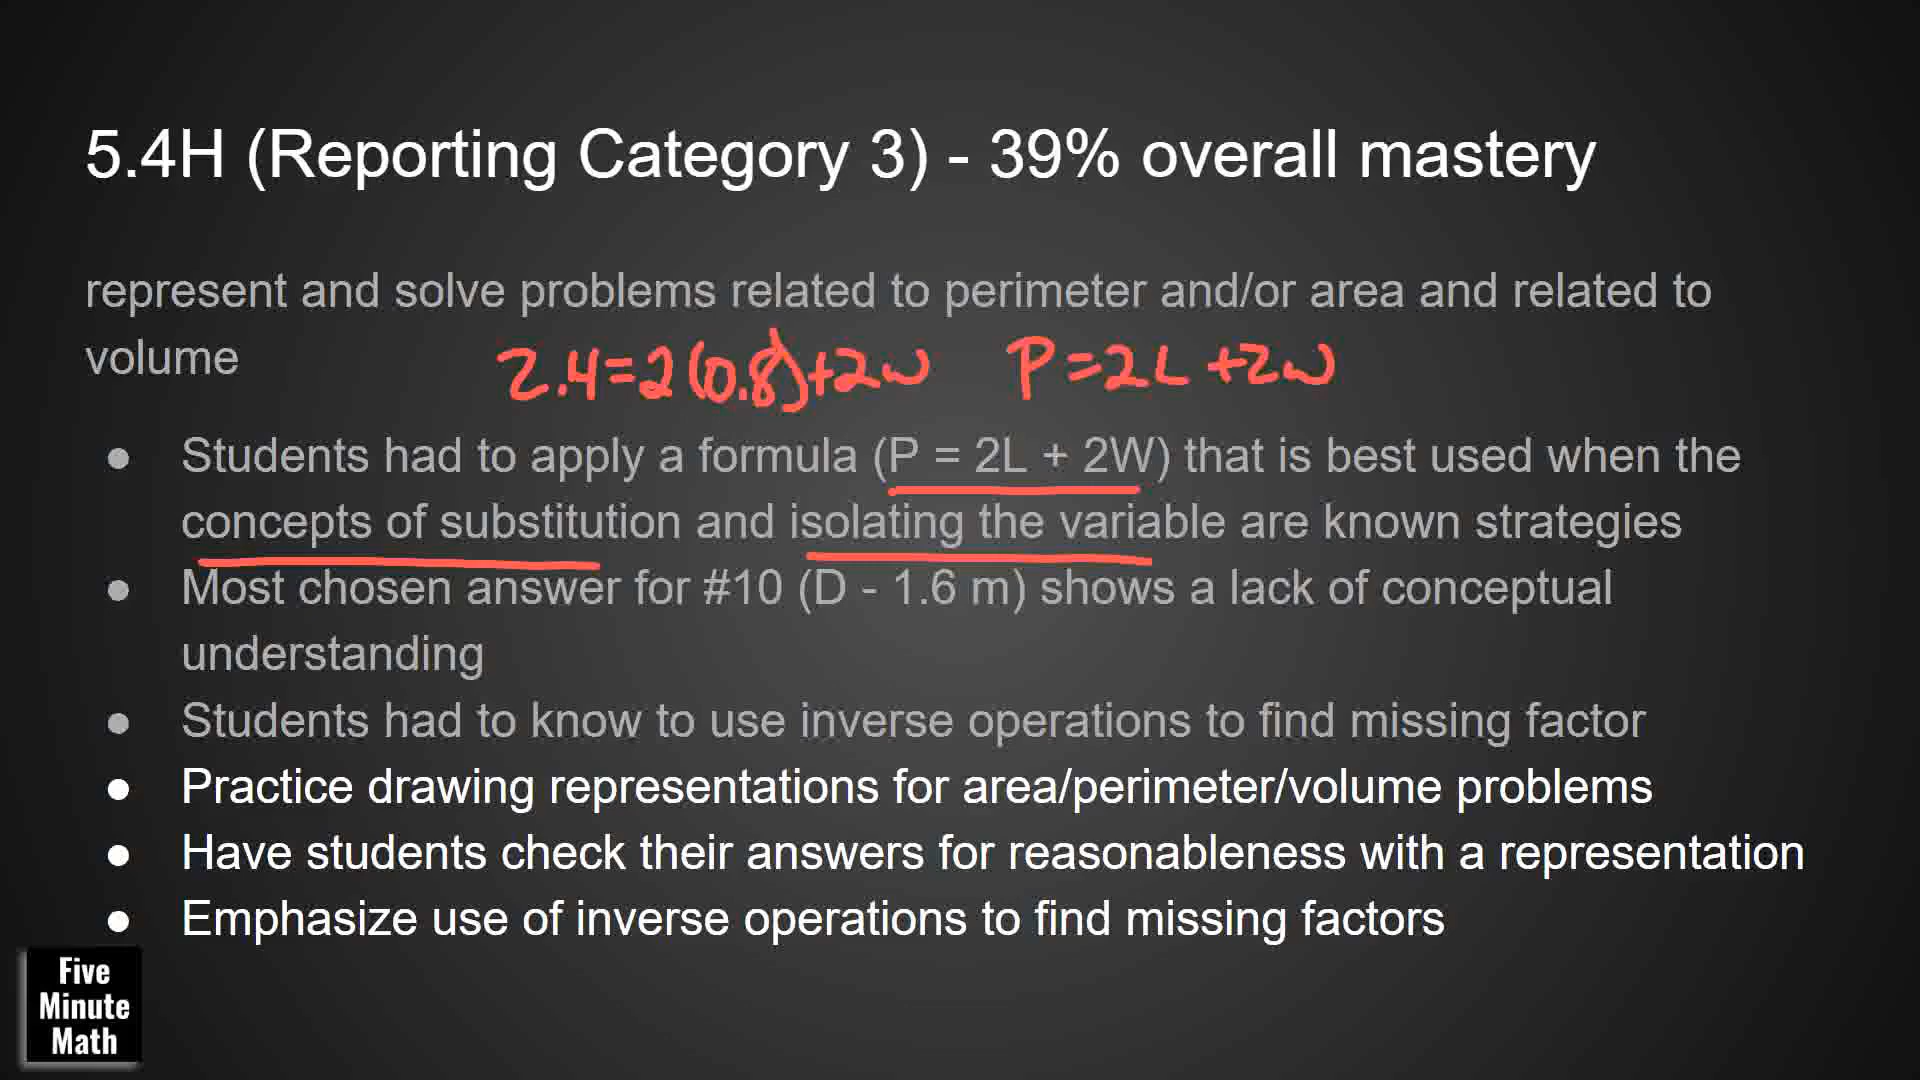 5.4H (Reporting Category 3) - 39% overall mastery
represent and solve problems related to perimeter and/or area and related to
volume
2.4=2(0.8)+2w P=2L+2w
● Students had to apply a formula (P = 2L + 2W) that is best used when the
concepts of substitution and isolating the variable are known strategies
● Most chosen answer for #10 (D - 1.6 m) shows a lack of conceptual
understanding
● Students had to know to use inverse operations to find missing factor
● Practice drawing representations for area/perimeter/volume problems
● Have students check their answers for reasonableness with a representation
● Emphasize use of inverse operations to find missing factors
Five
Minute
Math